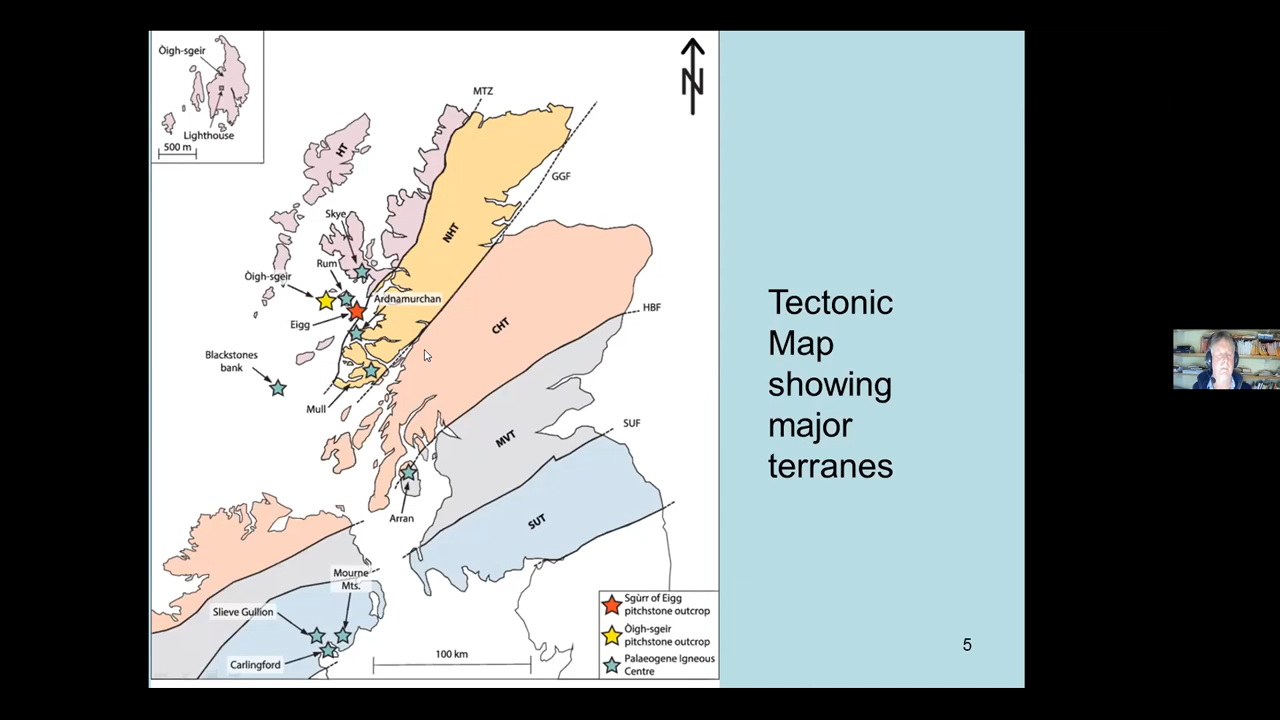 Òigh-sgeir
Lighthouse
500 m
N
MTZ
HT
GGF
Skye
NHT
Rum
Òigh-sgeir
Ardnamurchan
Eigg
HBF
CHT
Blackstones
bank
Mull
SUF
MVT
Arran
SUT
Mourne
Mts.
Slieve Gullion
Carlingford
100 km
Sgùrr of Eigg
pitchstone outcrop
Òigh-sgeir
pitchstone outcrop
Palaeogene Igneous
Centre
Tectonic
Map
showing
major
terranes
5